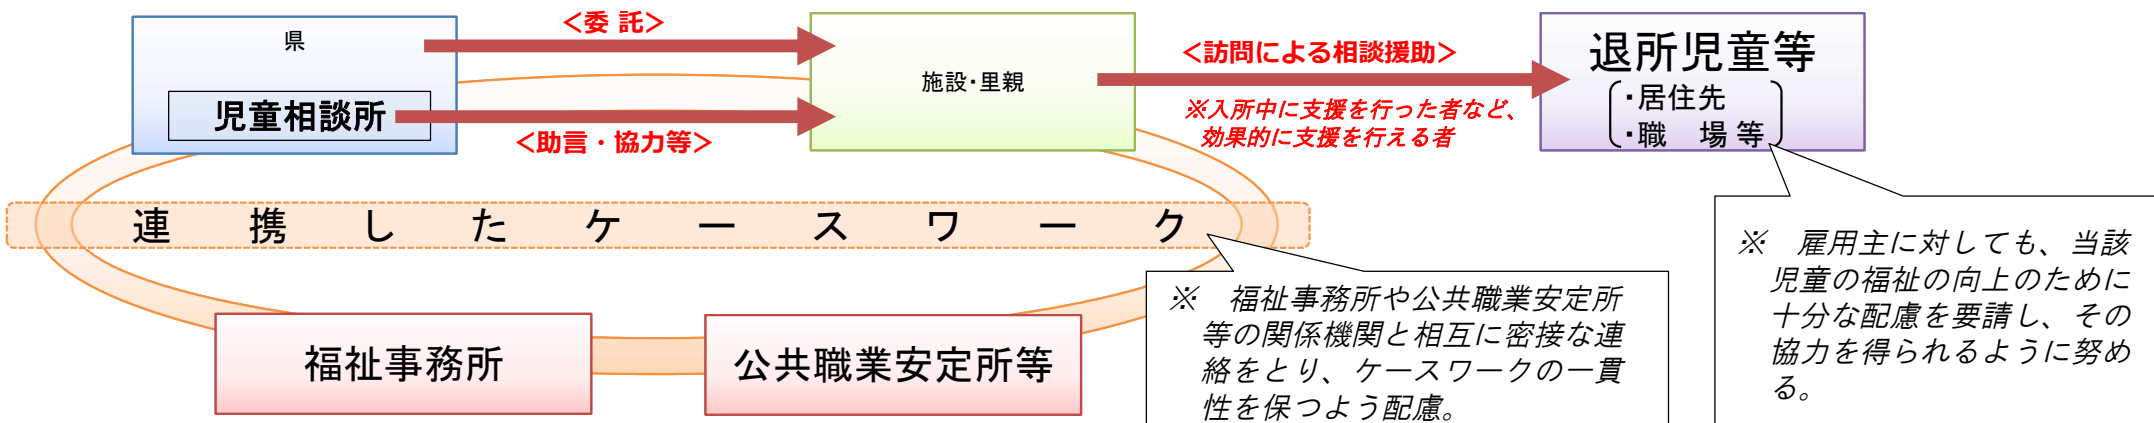 県
児童相談所
<委 託>
<助言・協力等>
施設・里親
<訪問による相談援助>
※入所中に支援を行った者など、
効果的に支援を行える者
退所児童等
・居住先
・職　場等
連携したケースワーク
福祉事務所
公共職業安定所等
※　福祉事務所や公共職業安定所
等の関係機関と相互に密接な連
絡をとり、ケースワークの一貫
性を保つよう配慮。
※　雇用主に対しても、当該
児童の福祉の向上のために
十分な配慮を要請し、その
協力を得られるように努め
る。